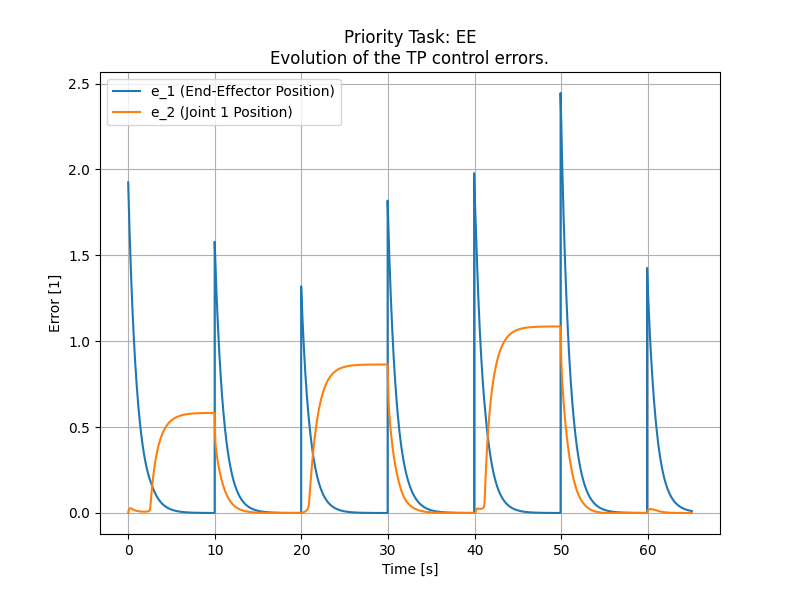 Priority Task: EE
Evolution of the TP control errors.
e_1 (End-Effector Position)
e_2 (Joint 1 Position)
2.5
2.0
1.5
1.0
0.5
0.0
Error [1]
0 10 20 30 40 50 60
Time [s]